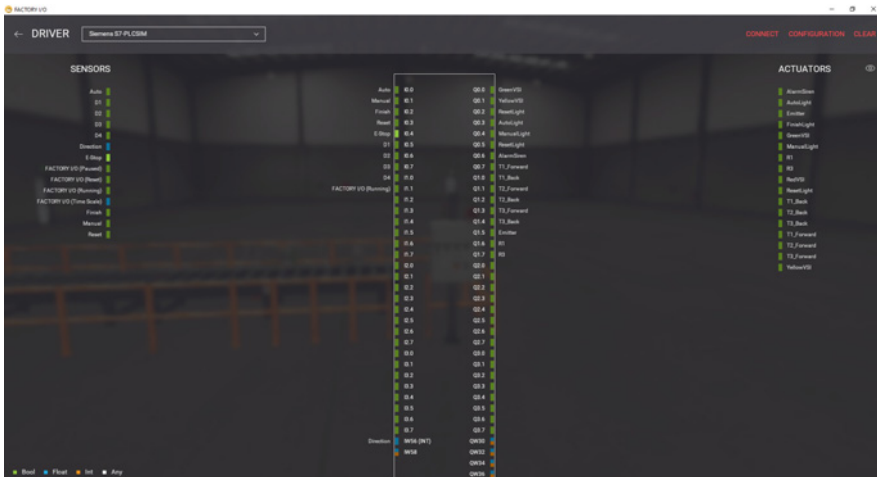 FACTORY I/O
DRIVER
Siemens S7-PLCSIM
CONNECT
CONFIGURATION
CLEAR
SENSORS
Auto
D1
D2
D3
D4
Direction
E-Stop
FACTORY I/O (Paused)
FACTORY I/O (Reset)
FACTORY I/O (Running)
FACTORY I/O (Time Scale)
Finish
Manual
Reset
Auto I0.0 Q0.0 GreenVSI
Manual I0.1 Q0.1 YellowVSI
Finish I0.2 Q0.2 ResetLight
Reset I0.3 Q0.3 AutoLight
E-Stop I0.4 Q0.4 ManualLight
D1 I0.5 Q0.5
D2 I0.6 Q0.6 AlarmSiren
D3 I0.7 Q0.7 T1_Forward
D4 I1.0 Q1.0 T1_Back
FACTORY I/O (Running) I1.1 Q1.1 T2_Forward
I1.2 Q1.2 T2_Back
I1.3 Q1.3 T3_Forward
I1.4 Q1.4 T3_Back
I1.5 Q1.5 Emitter
I1.6 Q1.6 R1
I1.7 Q1.7
I2.0 Q2.0
I2.1 Q2.1
I2.2 Q2.2
I2.3 Q2.3
I2.4 Q2.4
I2.5 Q2.5
I2.6 Q2.6
I2.7 Q2.7
I3.0 Q3.0
I3.1 Q3.1
I3.2 Q3.2
I3.3 Q3.3
I3.4 Q3.4
I3.5 Q3.5
I3.6 Q3.6
I3.7 Q3.7
Direction IW56 (INT) QW30
IW58 QW32
QW34
QW36
ACTUATORS
AlarmSiren
AutoLight
Emitter
FinishLight
GreenVSI
ManualLight
R1
RedVSI
ResetLight
T1_Back
T2_Back
T3_Back
T1_Forward
T2_Forward
T3_Forward
YellowVSI
Bool Float Int Any